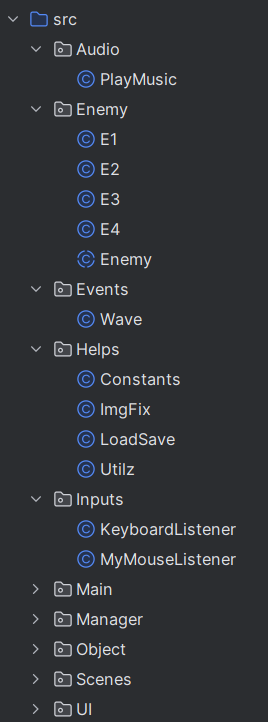 src
Audio
C PlayMusic
Enemy
C E1
C E2
C E3
C E4
C Enemy
Events
C Wave
Helps
C Constants
C ImgFix
C LoadSave
C Utilz
Inputs
C KeyboardListener
C MyMouseListener
Main
Manager
Object
Scenes
UI